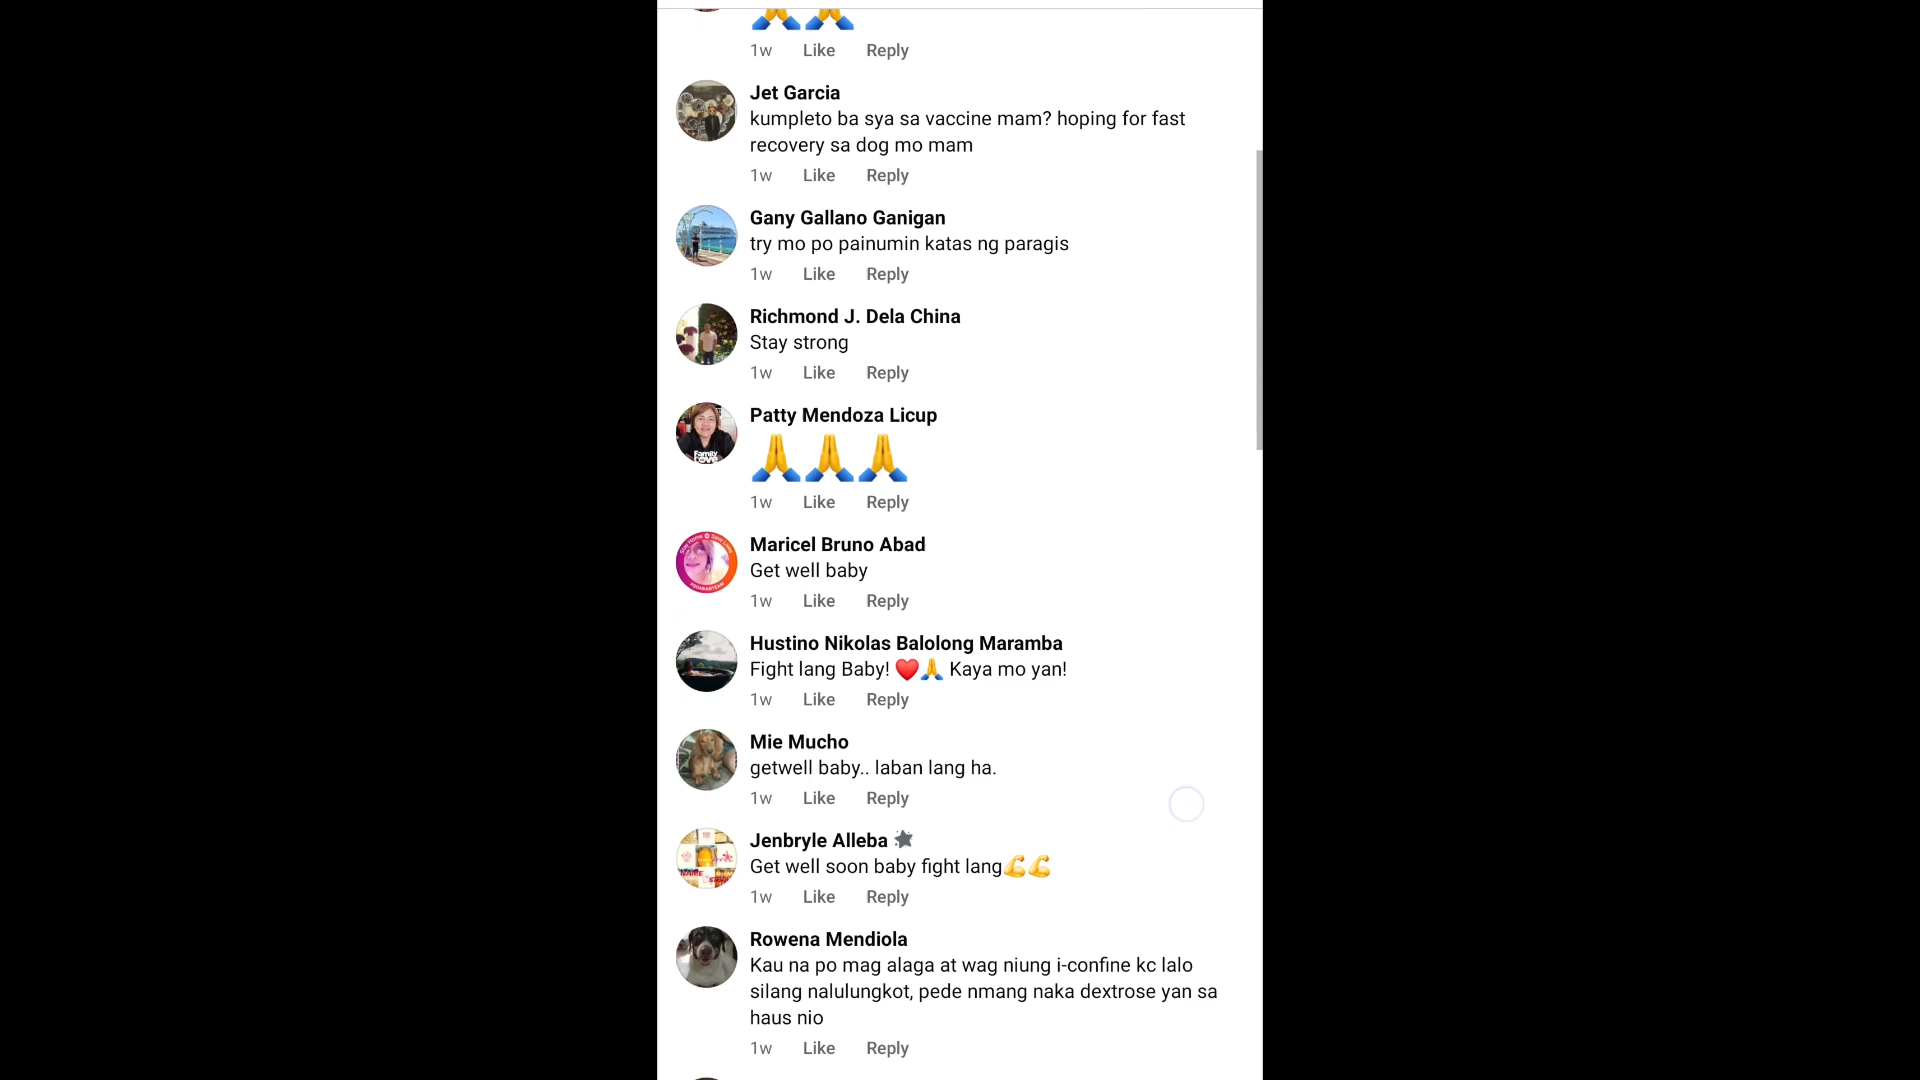 1w Like Reply
Jet Garcia
kumpleto ba sya sa vaccine mam? hoping for fast
recovery sa dog mo mam
1w Like Reply
Gany Gallano Ganigan
try mo po painumin katas ng paragis
1w Like Reply
Richmond J. Dela China
Stay strong
1w Like Reply
Patty Mendoza Licup
🙏🙏🙏
1w Like Reply
Maricel Bruno Abad
Get well baby
1w Like Reply
Hustino Nikolas Balolong Maramba
Fight lang Baby! ❤️🙏 Kaya mo yan!
1w Like Reply
Mie Mucho
getwell baby.. laban lang ha.
1w Like Reply
Jenbryle Alleba
Get well soon baby fight lang💪💪
1w Like Reply
Rowena Mendiola
Kau na po mag alaga at wag niung i-confine kc lalo
silang nalulungkot, pede nmang naka dextrose yan sa
haus nio
1w Like Reply